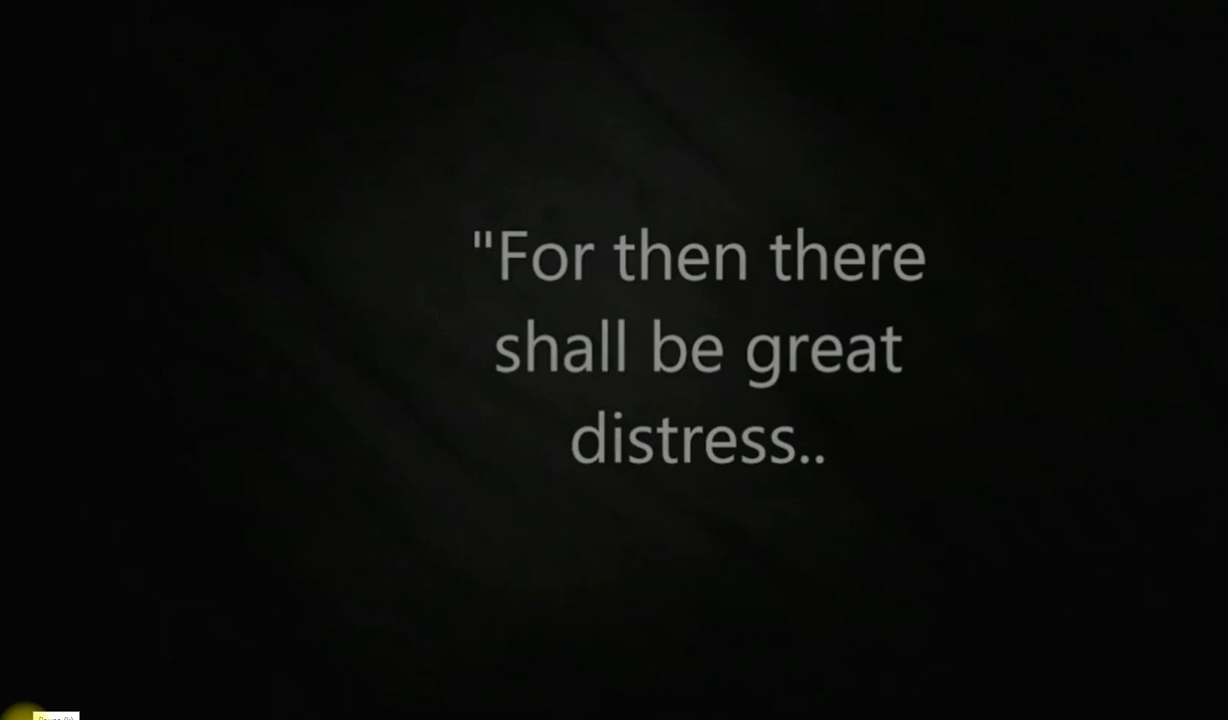 "For then there
shall be great
distress..